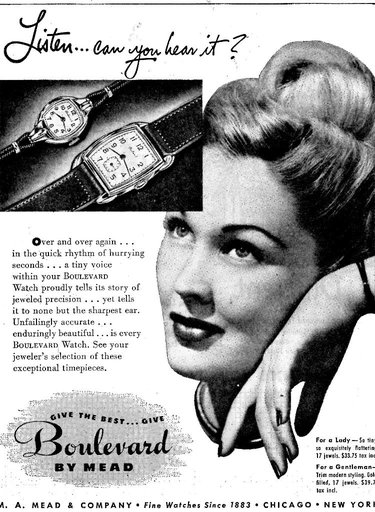 Listen... can you hear it?
Over and over again . . .
in the quick rhythm of hurrying
seconds . . . a tiny voice
within your BOULEVARD
Watch proudly tells its story of
jeweled precision . . . yet tells
it to none but the sharpest ear.
Unfailingly accurate . . .
enduringly beautiful . . . is every
BOULEVARD Watch. See your
jeweler's selection of these
exceptional timepieces.
GIVE THE BEST... GIVE
Boulevard
BY MEAD
For a Lady—So tiny
so exquisitely flattering
17 jewels. $33.75 tax inc
For a Gentleman—
Trim modern styling. Gold
filled, 17 jewels.
tax incl.
M. A. MEAD & COMPANY • Fine Watches Since 1883 • CHICAGO • NEW YORK